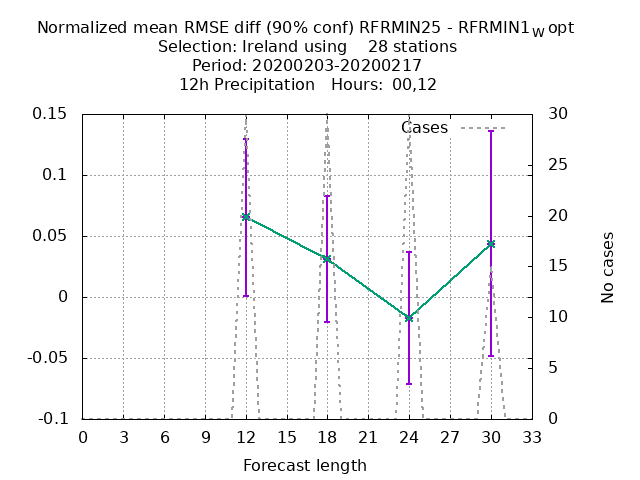 Normalized mean RMSE diff (90% conf) RFRMIN25 - RFRMIN1W opt
Selection: Ireland using 28 stations
Period: 20200203-20200217
12h Precipitation Hours: 00,12
0.15
0.1
0.05
0
-0.05
-0.1
Cases
30
25
20
15
10
5
0
No cases
0 3 6 9 12 15 18 21 24 27 30 33
Forecast length